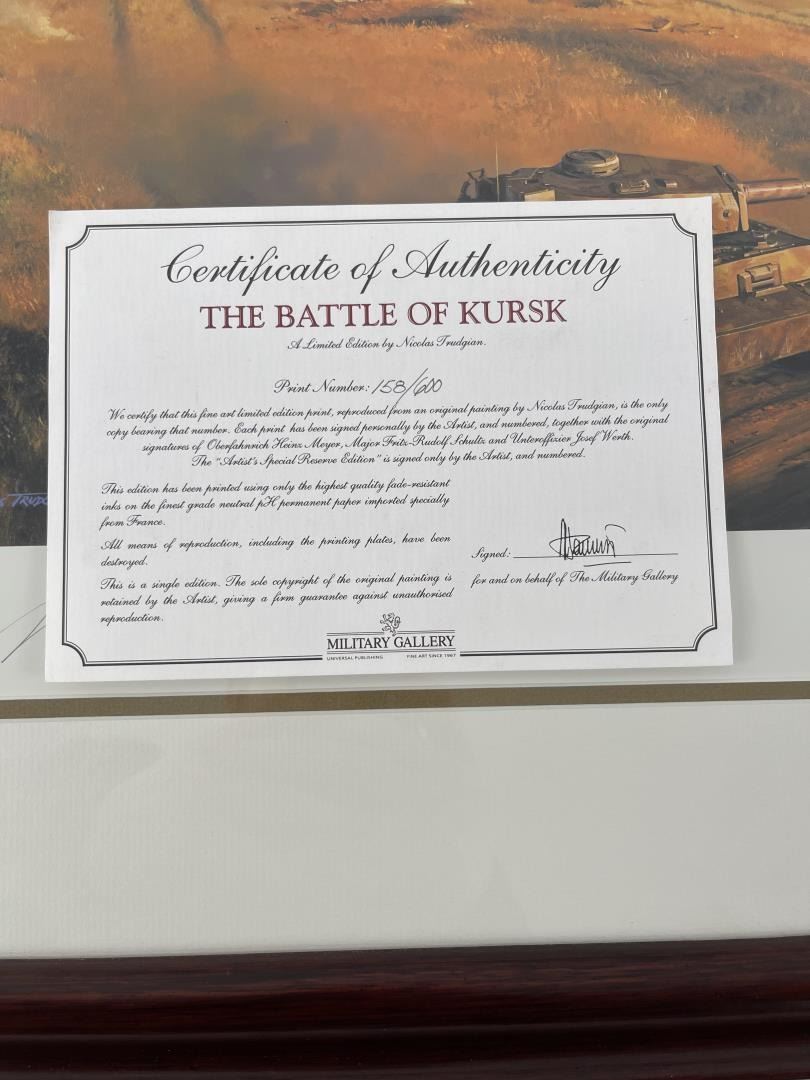 Certificate of Authenticity
THE BATTLE OF KURSK
A Limited Edition by Nicolas Trudgian.
Print Number: 158/600
We certify that this fine art limited edition print, reproduced from an original painting by Nicolas Trudgian, is the only
copy bearing that number. Each print has been signed personally by the Artist, and numbered, together with the original
signatures of Oberfahnrich Heinz Meyer, Major Fritz-Rudolf Schultz and Unteroffizier Josef Werth.
The "Artist's Special Reserve Edition" is signed only by the Artist, and numbered.
This edition has been printed using only the highest quality fade-resistant
inks on the finest grade neutral pH permanent paper imported specially
from France.
All means of reproduction, including the printing plates, have been
destroyed.
This is a single edition. The sole copyright of the original painting is
retained by the Artist, giving a firm guarantee against unauthorised
reproduction.
Signed:
for and on behalf of The Military Gallery
MILITARY GALLERY
UNIVERSAL PUBLISHING FINE ART SINCE 1967